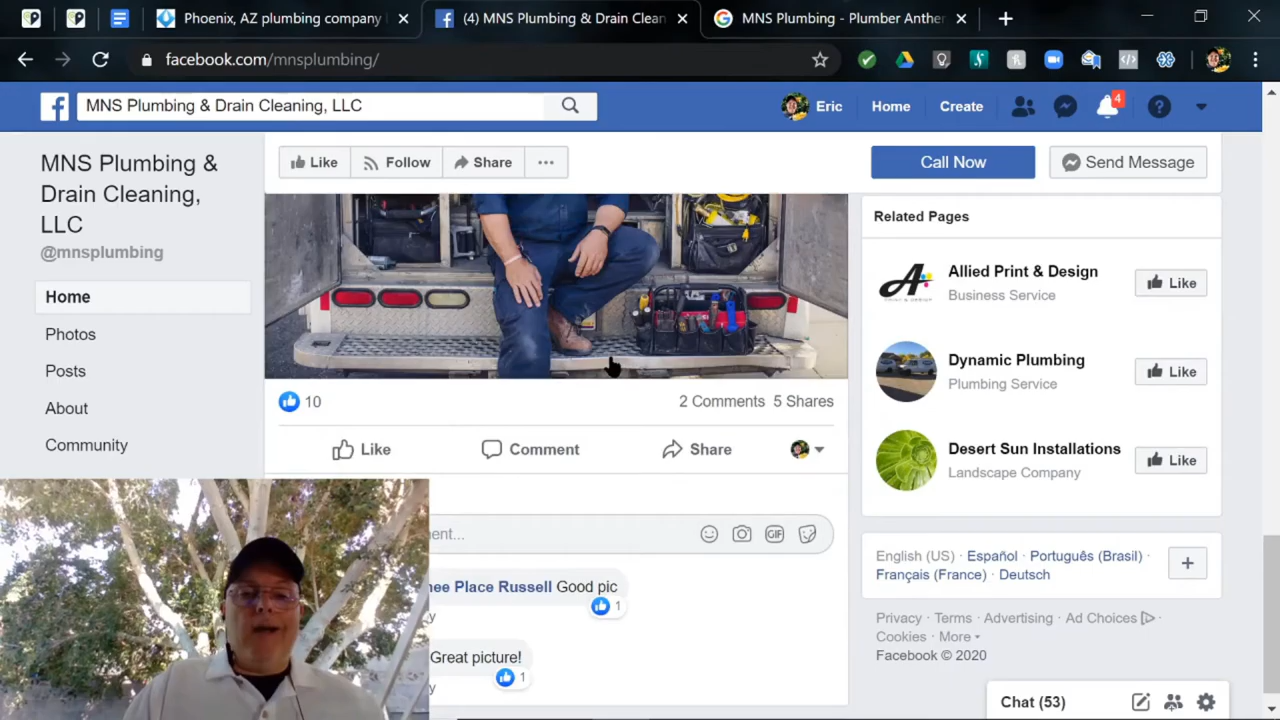 Phoenix, AZ plumbing company
(4) MNS Plumbing & Drain Clean
MNS Plumbing - Plumber Anthe
facebook.com/mnsplumbing/
MNS Plumbing & Drain Cleaning, LLC
Eric
Home
Create
4
MNS Plumbing &
Drain Cleaning,
LLC
@mnsplumbing
Home
Photos
Posts
About
Community
Like
Follow
Share
Call Now
Send Message
10
2 Comments 5 Shares
Like
Comment
Share
ent...
GIF
nee Place Russell Good pic
1
y
Great picture!
1
y
Related Pages
Allied Print & Design
Business Service
Like
Dynamic Plumbing
Plumbing Service
Like
Desert Sun Installations
Landscape Company
Like
English (US) · Español · Português (Brasil) ·
Français (France) · Deutsch
Privacy · Terms · Advertising · Ad Choices ·
Cookies · More
Facebook © 2020
Chat (53)